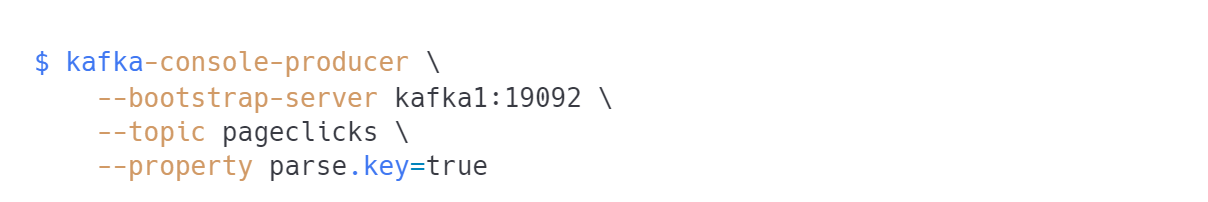 $ kafka-console-producer \
    --bootstrap-server kafka1:19092 \
    --topic pageclicks \
    --property parse.key=true